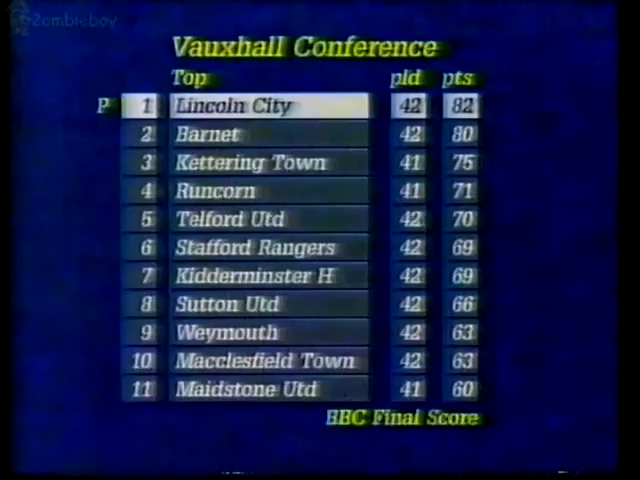 Zombieboy
Vauxhall Conference
Top pld pts
P 1 Lincoln City 42 82
2 Barnet 42 80
3 Kettering Town 41 75
4 Runcorn 41 71
5 Telford Utd 42 70
6 Stafford Rangers 42 69
7 Kidderminster H 42 69
8 Sutton Utd 42 66
9 Weymouth 42 63
10 Macclesfield Town 42 63
11 Maidstone Utd 41 60
BBC Final Score